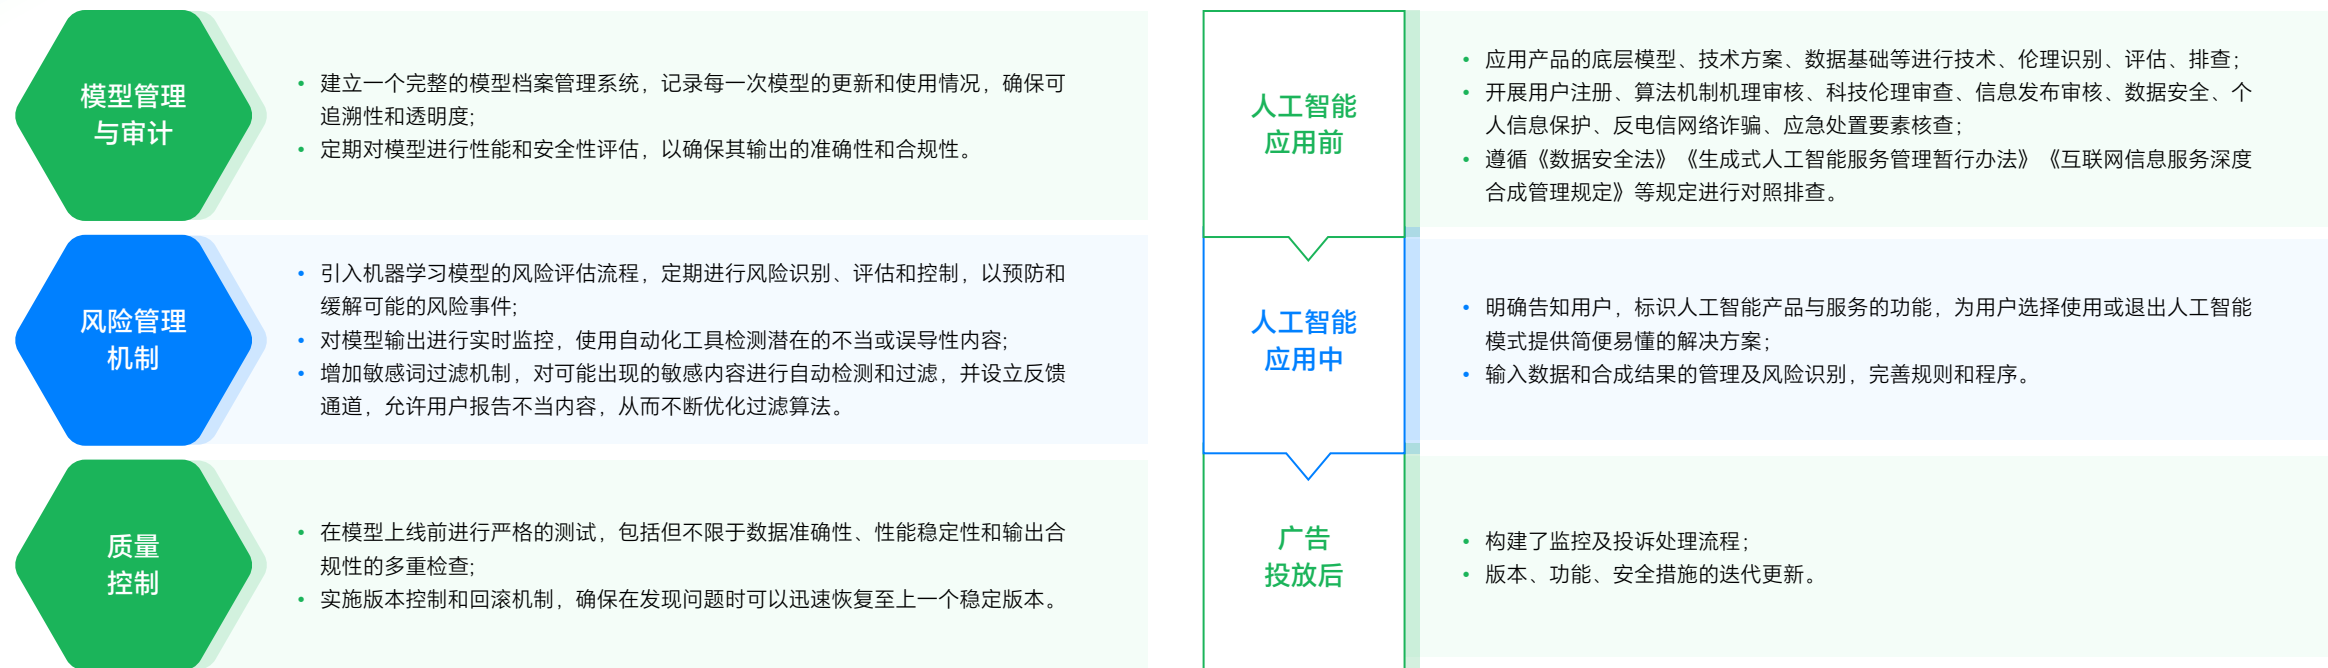 模型管理
与审计
建立一个完整的模型档案管理系统，记录每一次模型的更新和使用情况，确保可
追溯性和透明度；
定期对模型进行性能和安全性评估，以确保其输出的准确性和合规性。
风险管理
机制
引入机器学习模型的风险评估流程，定期进行风险识别、评估和控制，以预防和
缓解可能的风险事件；
对模型输出进行实时监控，使用自动化工具检测潜在的不当或误导性内容；
增加敏感词过滤机制，对可能出现的敏感内容进行自动检测和过滤，并设立反馈
通道，允许用户报告不当内容，从而不断优化过滤算法。
质量
控制
在模型上线前进行严格的测试，包括但不限于数据准确性、性能稳定性和输出合
规性的多重检查；
实施版本控制和回滚机制，确保在发现问题时可以迅速恢复至上一个稳定版本。
人工智能
应用前
应用产品的底层模型、技术方案、数据基础等进行技术、伦理识别、评估、排查；
开展用户注册、算法机制机理审核、科技伦理审查、信息发布审核、数据安全、个
人信息保护、反电信网络诈骗、应急处置要素核查；
遵循《数据安全法》《生成式人工智能服务管理暂行办法》《互联网信息服务深度
合成管理规定》等规定进行对照排查。
人工智能
应用中
明确告知用户，标识人工智能产品与服务的功能，为用户选择使用或退出人工智能
模式提供简便易懂的解决方案；
输入数据和合成结果的管理及风险识别，完善规则和程序。
广告
投放后
构建了监控及投诉处理流程；
版本、功能、安全措施的迭代更新。